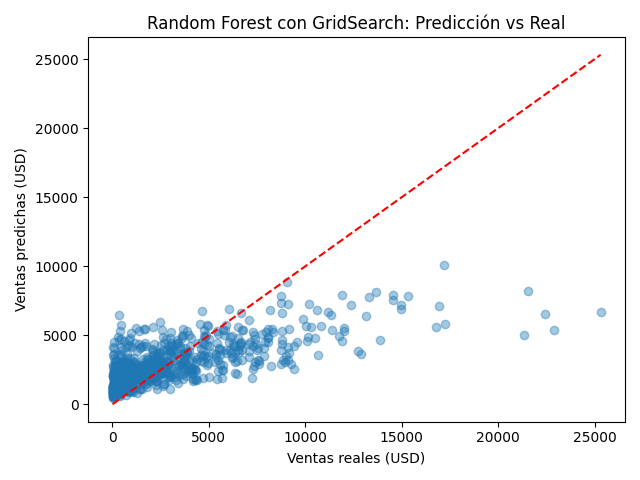 Random Forest con GridSearch: Predicción vs Real
Ventas predichas (USD)
25000
20000
15000
10000
5000
0
0 5000 10000 15000 20000 25000
Ventas reales (USD)